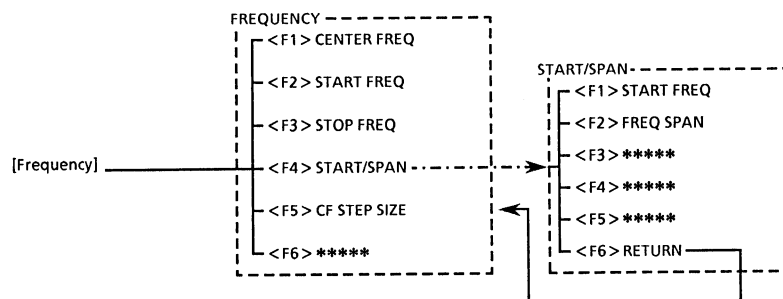 FREQUENCY
<F1> CENTER FREQ
<F2> START FREQ
<F3> STOP FREQ
[Frequency]
<F4> START/SPAN
<F5> CF STEP SIZE
<F6> *****
START/SPAN
<F1> START FREQ
<F2> FREQ SPAN
<F3> *****
<F4> *****
<F5> *****
<F6> RETURN